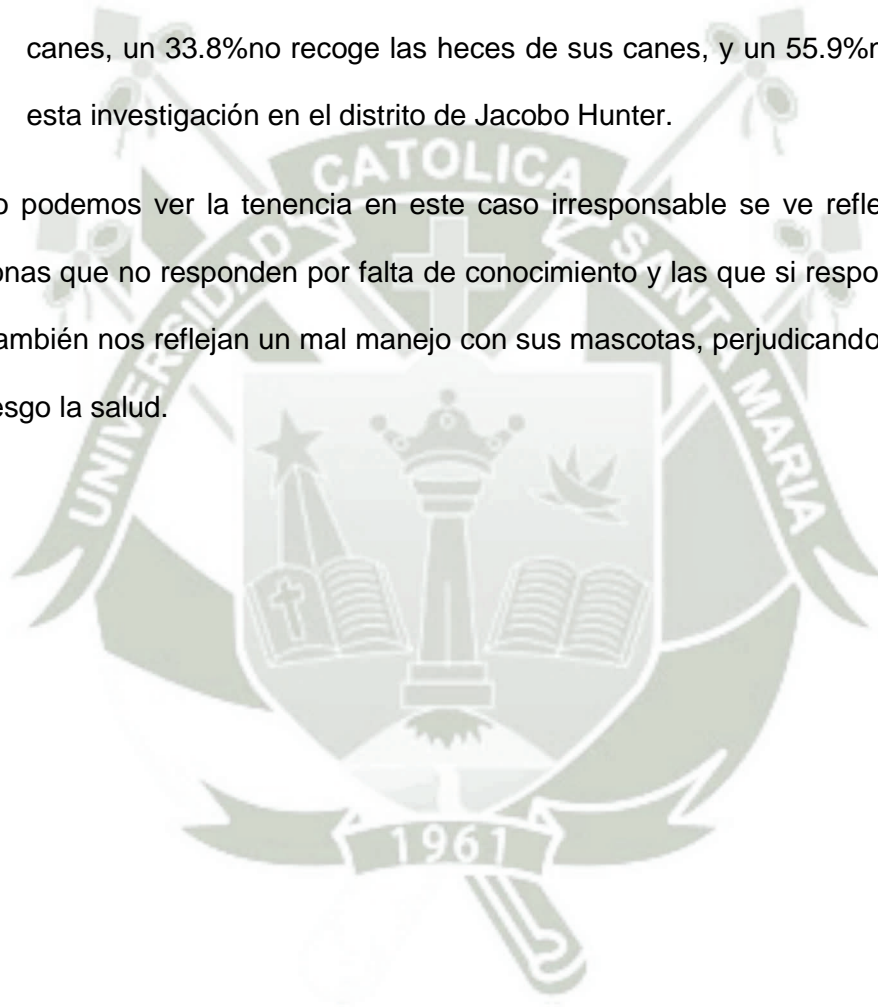 canes, un 33.8%no recoge las heces de sus canes, y un 55.9%
esta investigación en el distrito de Jacobo Hunter.
podemos ver la tenencia en este caso irresponsable se ve
que no responden por falta de conocimiento y las que si
también nos reflejan un mal manejo con sus mascotas, perjudicando
la salud.
UNIVERSIDAD CATOLICA SANTA MARIA
1961